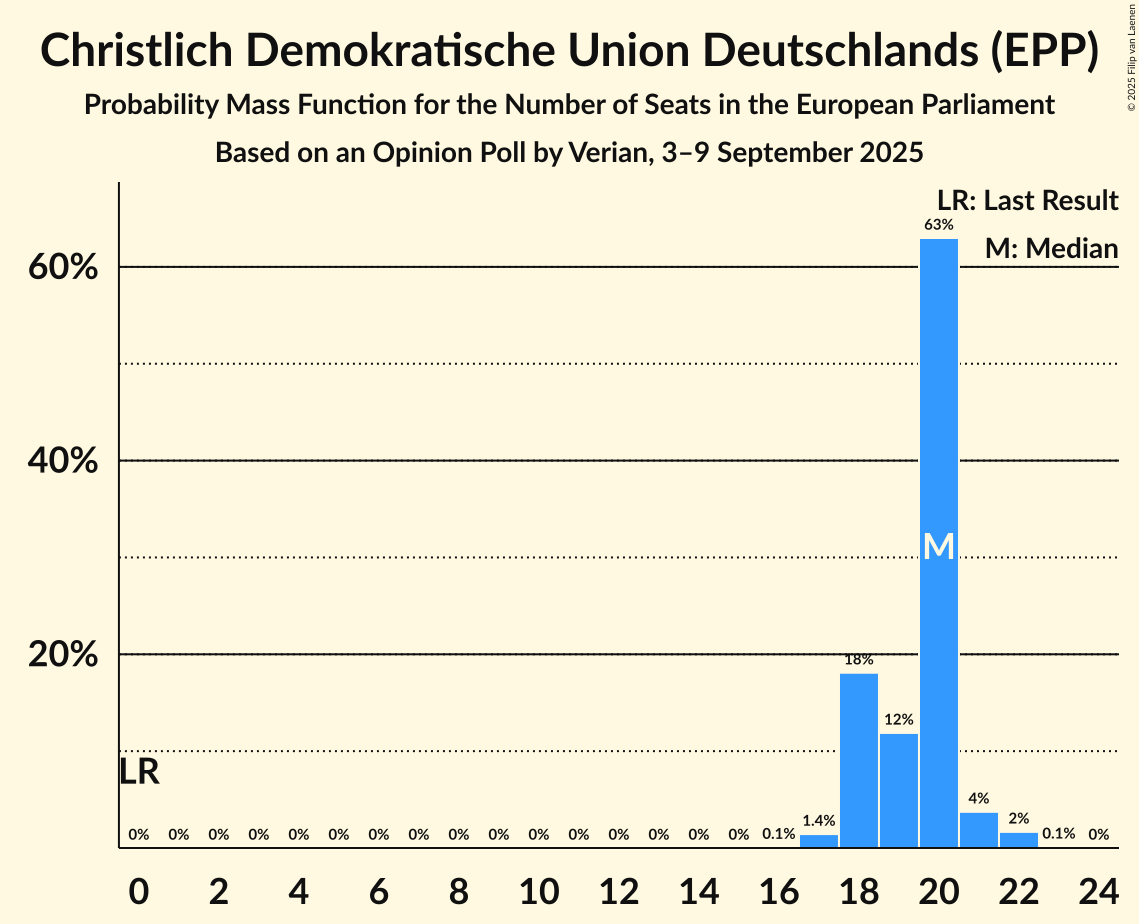 Christlich Demokratische Union Deutschlands (EPP)
Probability Mass Function for the Number of Seats in the European Parliament
Based on an Opinion Poll by Verian, 3–9 September 2025
© 2025 Filip van Laenen
LR: Last Result
M: Median
60%
40%
20%
63%
M
18%
12%
LR
0% 0% 0% 0% 0% 0% 0% 0% 0% 0% 0% 0% 0% 0% 0% 0% 0.1% 1.4% 4% 2% 0.1% 0%
0 2 4 6 8 10 12 14 16 18 20 22 24